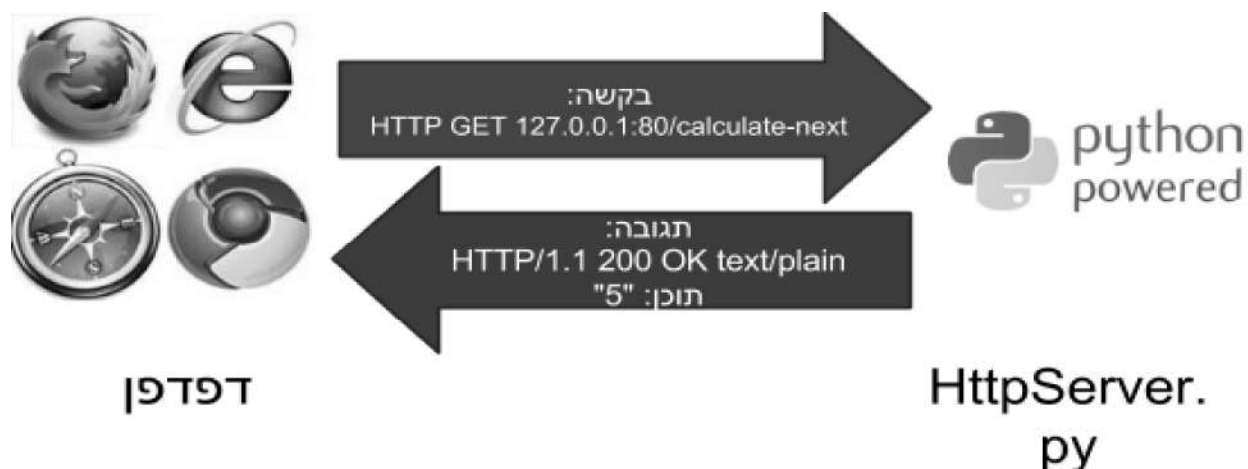 בקשה:
HTTP GET 127.0.0.1:80/calculate-next
python
powered
תגובה:
HTTP/1.1 200 OK text/plain
תוכן: "5"
דפדפן
HttpServer.
py